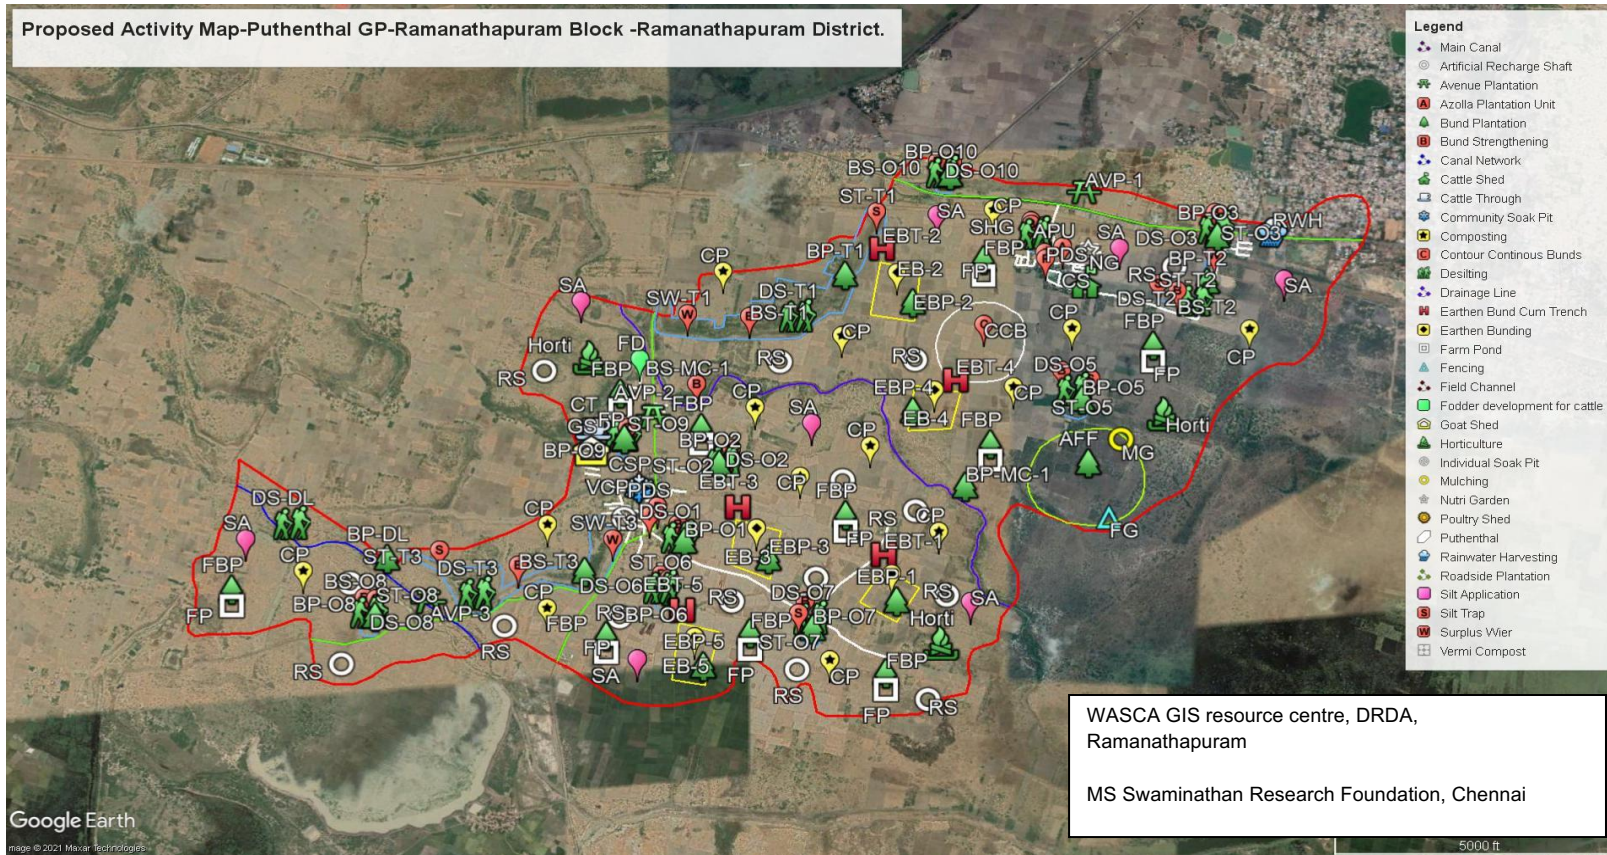 Proposed Activity Map-Puthenthal GP-Ramanathapuram Block -Ramanathapuram District.
Legend
Main Canal
Artificial Recharge Shaft
Avenue Plantation
A Azolla Plantation Unit
Bund Plantation
B Bund Strengthening
Canal Network
Cattle Shed
Cattle Through
Community Soak Pit
Composting
C Contour Continous Bunds
Desilting
Drainage Line
H Earthen Bund Cum Trench
Earthen Bunding
Farm Pond
Fencing
Field Channel
Fodder development for cattle
Goat Shed
Horticulture
Individual Soak Pit
Mulching
Nutri Garden
Poultry Shed
Puthenthal
Rainwater Harvesting
Roadside Plantation
Silt Application
S Silt Trap
W Surplus Wier
Vermi Compost
BP-O10
BS-O10 DS-O10
AVP-1
ST-T1 SA CP
BP-O3 RWH
SHG APU SA DS-O3 ST-O3
EBT-2
BP-T1 FBP PDS NG BP-T2
CP EB-2 FP CS RS ST-T2
SA DS-T1 EBP-2 DS-T2 BS-T2 SA
SW-T1 BS-T1
CP CCB CP FBP CP
Horti FD
RS FBP BS-MC-1 RS RS EBT-4 DS-O5 FP
CT AVP-2 FBP CP EBP-4 CP BP-O5
SA EB-4 FBP ST-O5 Horti
GS FP ST-O9
BP-O9 BP-O2 CP AFF MG
CSP ST-O2 DS-O2
VCP PDS EBT-3 CP FBP BP-MC-1
DS-DL
SA CP SW-T3 DS-O1 BP-O1 RS CP FG
BP-DL FP EBT-1
FBP CP ST-T3 DS-T3 BS-T3 ST-O6 EB-3 EBP-3
BS-O8 ST-O8 DS-O6 EBT-5 DS-O7 EBP-1 RS SA
FP BP-O8 DS-O8 AVP-3 CP FBP RS BP-O6 RS FBP BP-O7 Horti
RS RS FP EBP-5 ST-O7 FBP
SA EB-5 FP CP
RS FP RS
WASCA GIS resource centre, DRDA,
Ramanathapuram
MS Swaminathan Research Foundation, Chennai
Google Earth
mage © 2021 Maxar Technologies
5000 ft